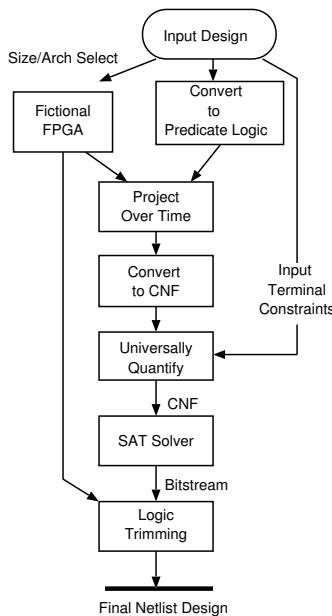 Input Design
Size/Arch Select
Fictional
FPGA
Convert
to
Predicate Logic
Project
Over Time
Convert
to CNF
Input
Terminal
Constraints
Universally
Quantify
CNF
SAT Solver
Bitstream
Logic
Trimming
Final Netlist Design